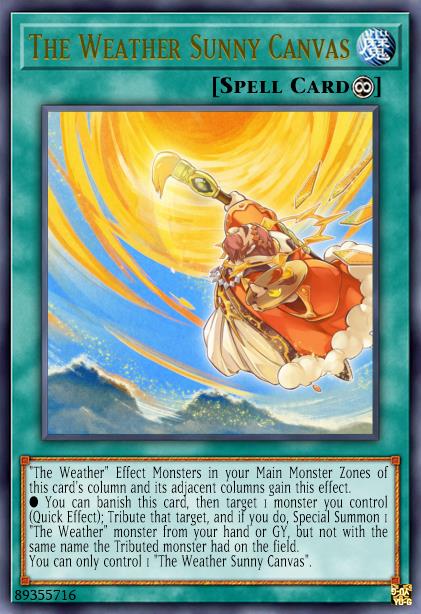 The Weather Sunny Canvas 魔
[Spell Card]
"The Weather" Effect Monsters in your Main Monster Zones of
this card's column and its adjacent columns gain this effect.
● You can banish this card, then target 1 monster you control
(Quick Effect); Tribute that target, and if you do, Special Summon 1
"The Weather" monster from your hand or GY, but not with the
same name the Tributed monster had on the field.
You can only control 1 "The Weather Sunny Canvas".
89355716